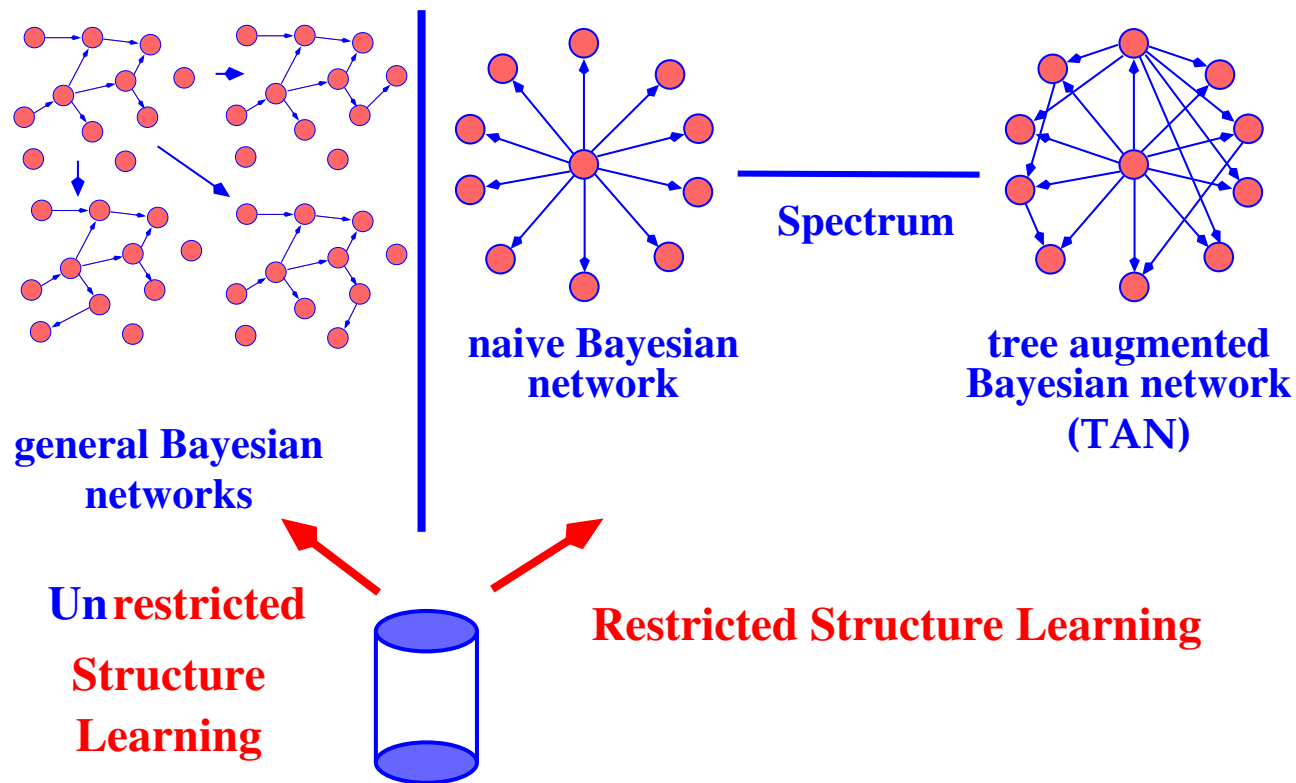 general Bayesian
networks
Unrestricted
Structure
Learning
naive Bayesian
network
Spectrum
tree augmented
Bayesian network
(TAN)
Restricted Structure Learning